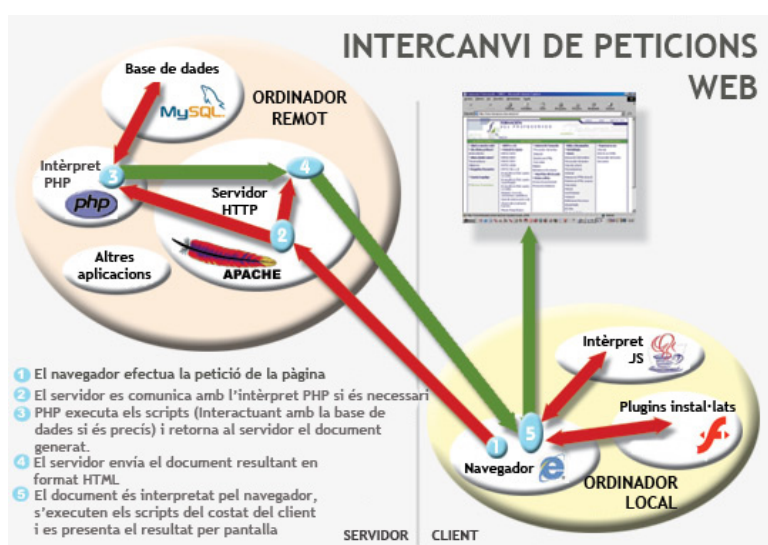 INTERCANVI DE PETICIONS
WEB
Base de dades
MySQL
ORDINADOR
REMOT
Intèrpret
PHP
3
php
4
Servidor
HTTP
2
APACHE
Altres
aplicacions
Intèrpret
JS
Plugins instal·lats
1
5
Navegador
ORDINADOR
LOCAL
1 El navegador efectua la petició de la pàgina
2 El servidor es comunica amb l'intèrpret PHP si és necessari
3 PHP executa els scripts (Interactuant amb la base de
dades si és precís) i retorna al servidor el document
generat.
4 El servidor envía el document resultant en
format HTML
5 El document és interpretat pel navegador,
s'executen els scripts del costat del client
i es presenta el resultat per pantalla
SERVIDOR
CLIENT